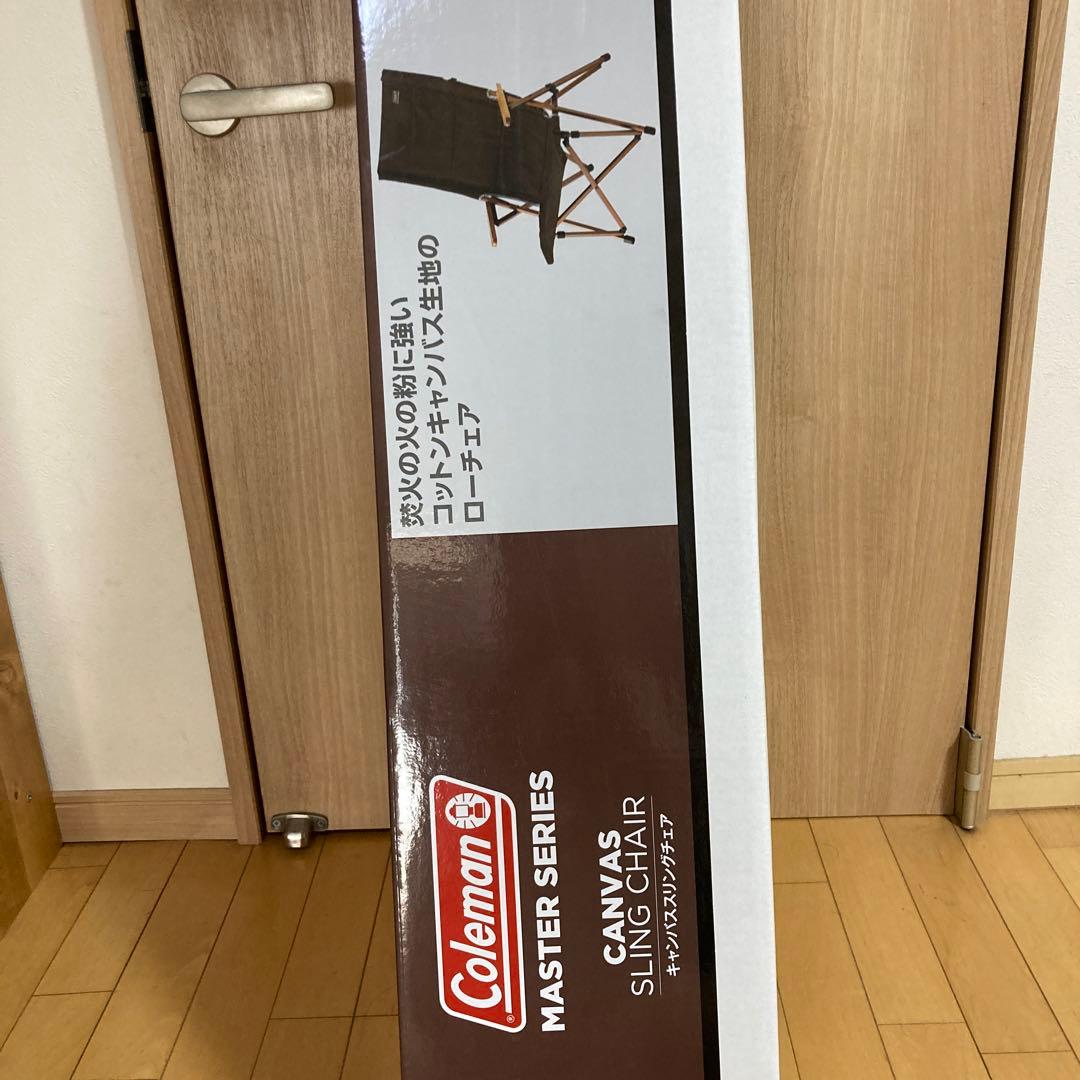 Coleman®
MASTER SERIES
CANVAS
SLING CHAIR
キャンバススリングチェア
焚火の火の粉に強い
コットンキャンバス生地の
ローチェア